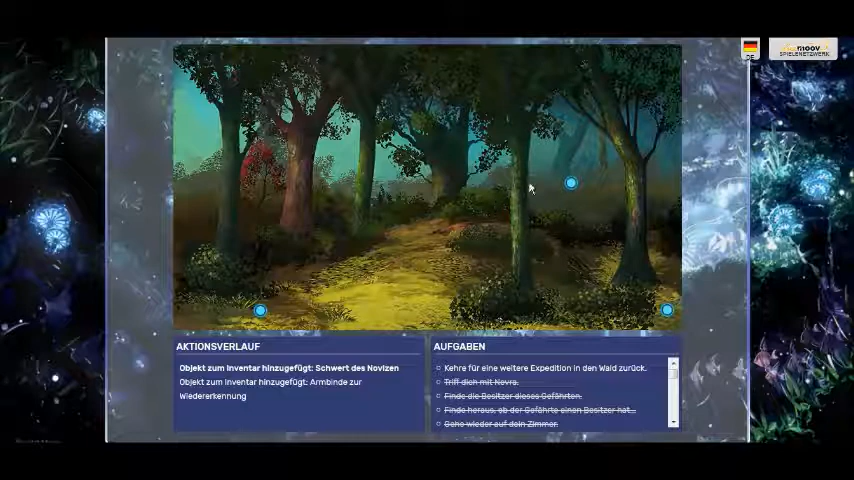 DE
moov
SPIELENETZWERK
AKTIONSVERLAUF
Objekt zum Inventar hinzugefügt: Schwert des Novizen
Objekt zum Inventar hinzugefügt: Armbinde zur
Wiedererkennung
AUFGABEN
Kehre für eine weitere Expedition in den Wald zurück.
Triff dich mit Nevra.
Finde die Besitzer dieses Gefährten.
Finde heraus, ob der Gefährte einen Besitzer hat...
Gehe wieder auf dein Zimmer.